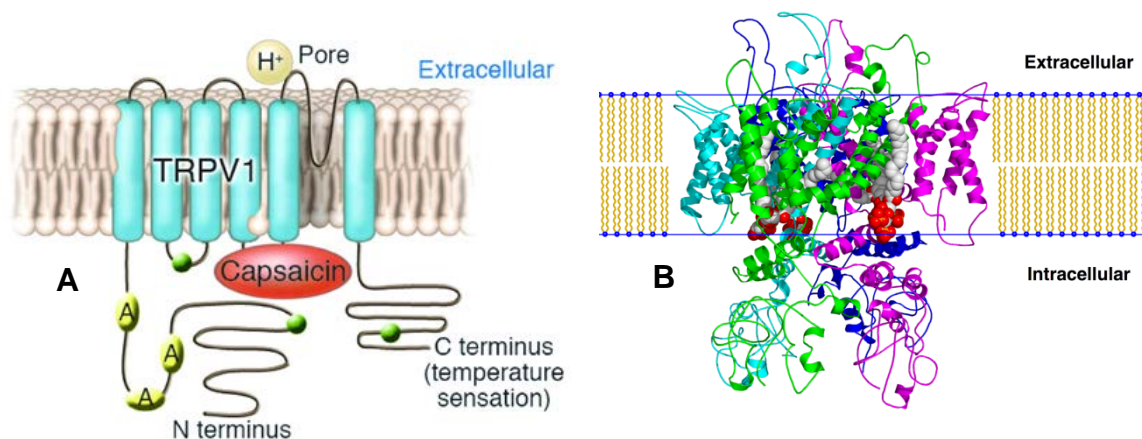 H+
Pore
Extracellular
TRPV1
Capsaicin
A
A
A
A
C terminus
(temperature
sensation)
N terminus
Extracellular
B
Intracellular